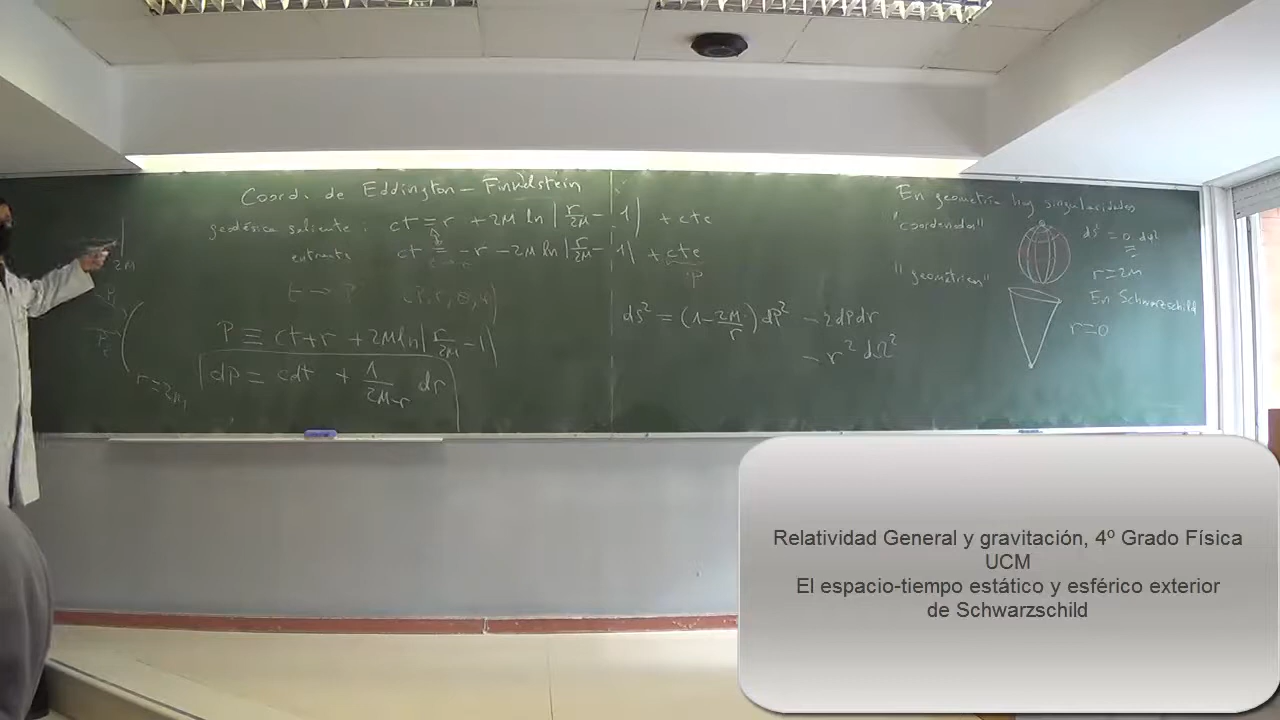 Coord. de Eddington-Finkelstein
geodésica saliente: ct = r + 2M ln |r/2M - 1| + cte
entrante ct = -r - 2M ln |r/2M - 1| + cte
p
t → P (P, r, θ, φ)
P ≡ ct + r + 2M ln |r/2M - 1|
dp = cdt + 1/(2M-r) dr
2M
r = 2M
ds² = (1 - 2M/r) dp² - 2dpdr
- r² dΩ²
En geometría hay singularidades
"coordenadas"
"geométricas"
r = 2M
En Schwarzschild
r = 0
Relatividad General y gravitación, 4º Grado Física
UCM
El espacio-tiempo estático y esférico exterior
de Schwarzschild